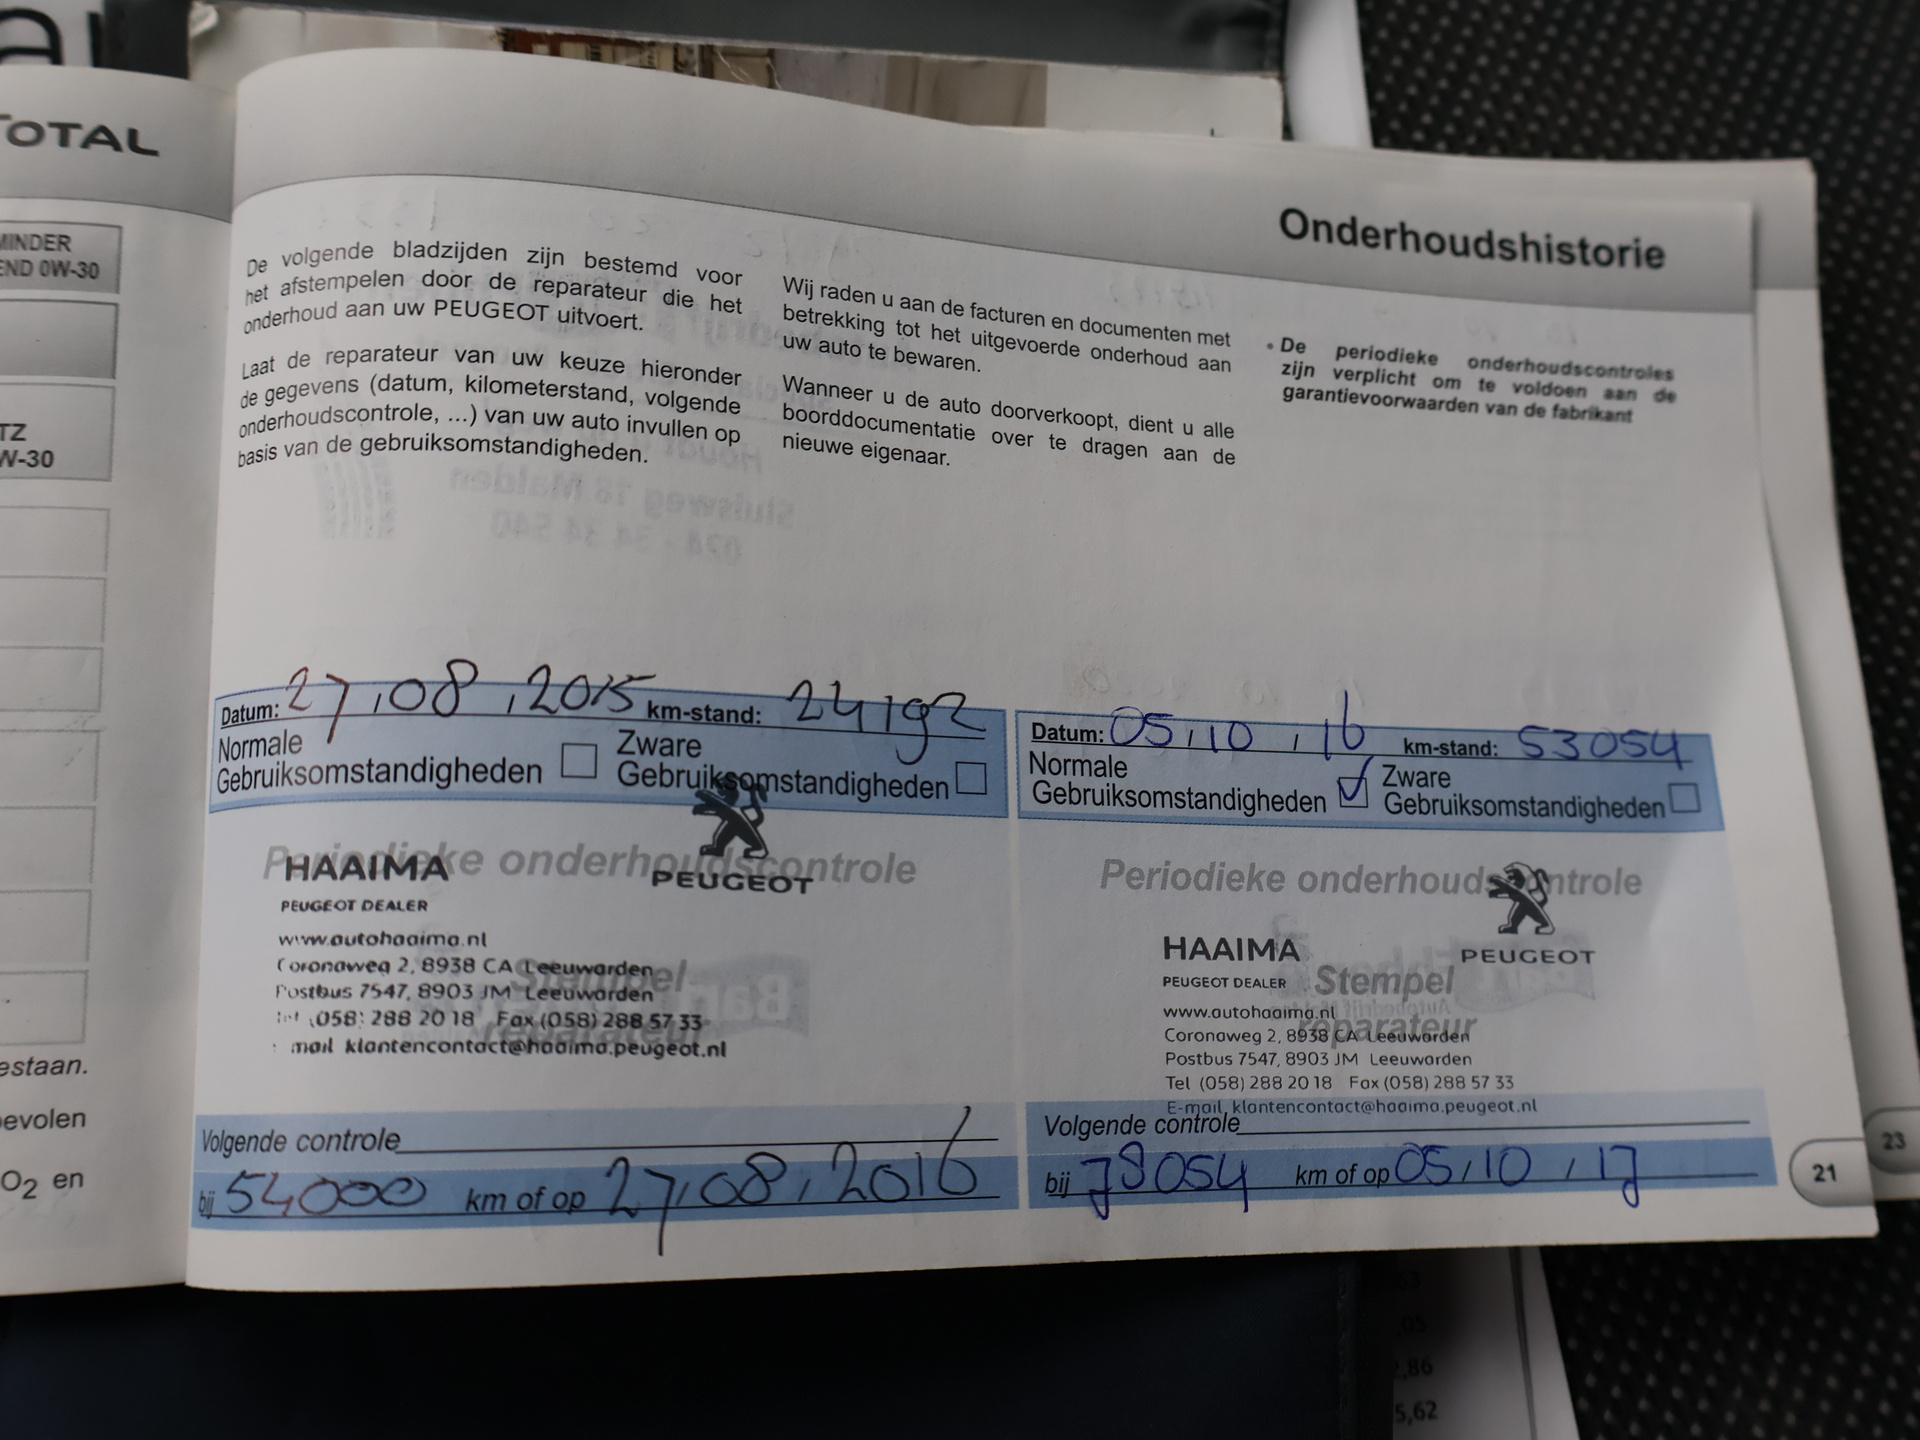 TOTAL
MINDER
END 0W-30
TZ
W-30
estaan.
evolen
O2 en
Onderhoudshistorie
De volgende bladzijden zijn bestemd voor
het afstempelen door de reparateur die het
onderhoud aan uw PEUGEOT uitvoert.
Laat de reparateur van uw keuze hieronder
de gegevens (datum, kilometerstand, volgende
onderhoudscontrole, ...) van uw auto invullen op
basis van de gebruiksomstandigheden.
Wij raden u aan de facturen en documenten met
betrekking tot het uitgevoerde onderhoud aan
uw auto te bewaren.
Wanneer u de auto doorverkoopt, dient u alle
boorddocumentatie over te dragen aan de
nieuwe eigenaar.
• De periodieke onderhoudscontroles
zijn verplicht om te voldoen aan de
garantievoorwaarden van de fabrikant
Datum: 27,08,2015 km-stand: 24192
Normale
Gebruiksomstandigheden
Zware
Gebruiksomstandigheden
Periodieke onderhoudscontrole
HAAIMA
PEUGEOT
PEUGEOT DEALER
www.autohaaima.nl
Coronaweg 2, 8938 CA Leeuwarden
Stempel
Postbus 7547, 8903 JM Leeuwarden
Tel (058) 288 20 18 Fax (058) 288 57 33
reparateur
mail klantencontact@haaima.peugeot.nl
Volgende controle
bij 54000 km of op 27,08,2016
Datum: 05,10,16 km-stand: 53054
Normale
Gebruiksomstandigheden
Zware
Gebruiksomstandigheden
Periodieke onderhoudscontrole
HAAIMA
PEUGEOT
PEUGEOT DEALER
Stempel
www.autohaaima.nl
reparateur
Coronaweg 2, 8938 CA Leeuwarden
Postbus 7547, 8903 JM Leeuwarden
Tel (058) 288 20 18 Fax (058) 288 57 33
E-mail klantencontact@haaima.peugeot.nl
Volgende controle
bij 78054 km of op 05,10,17
21
23
,05
,86
5,62